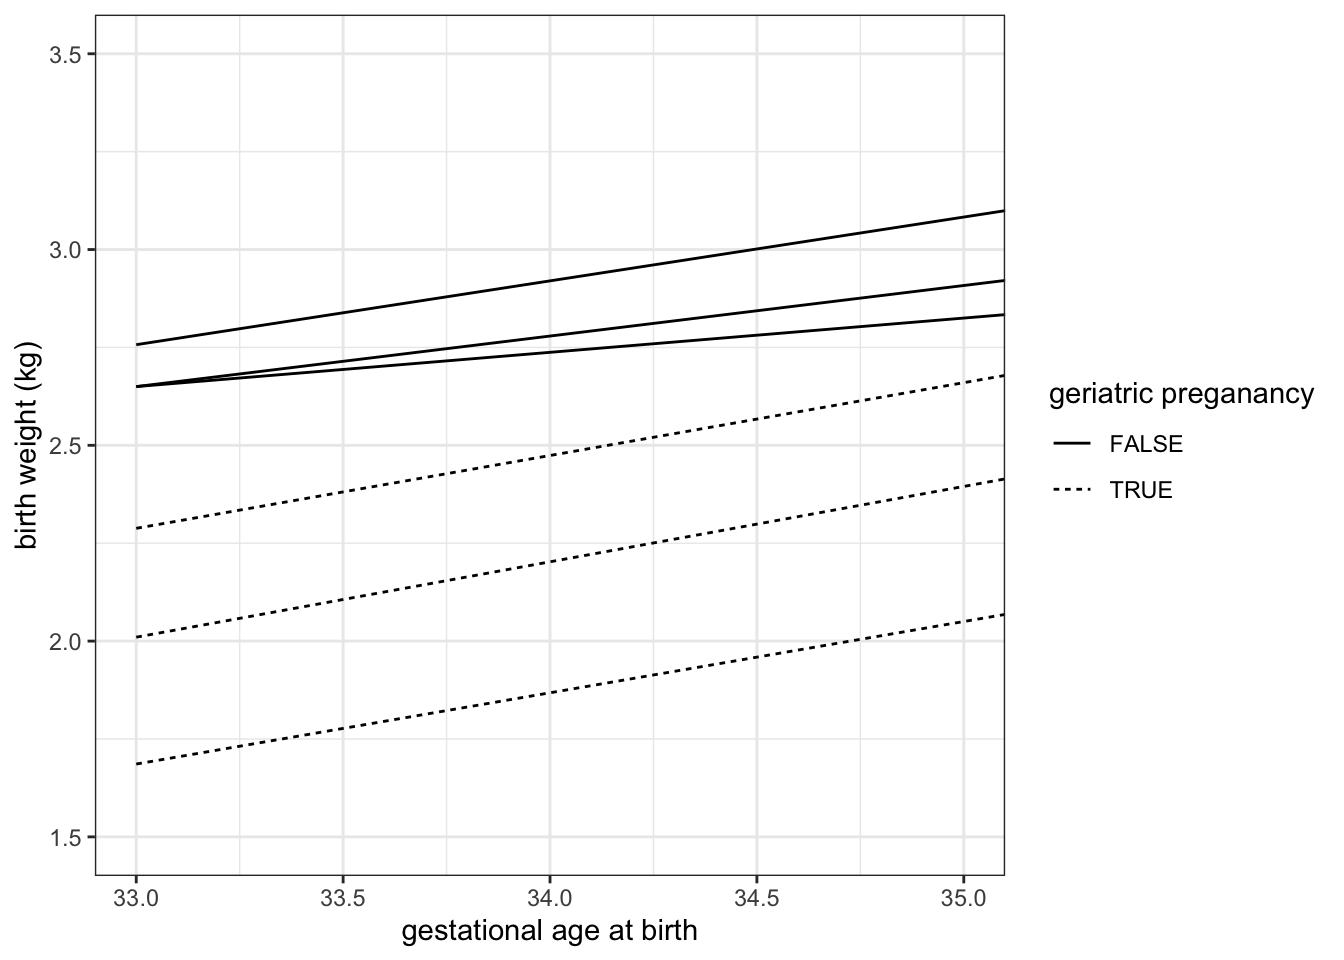 3.5
3.0
2.5
2.0
1.5
birth weight (kg)
33.0
33.5
34.0
34.5
35.0
gestational age at birth
geriatric preganancy
FALSE
TRUE